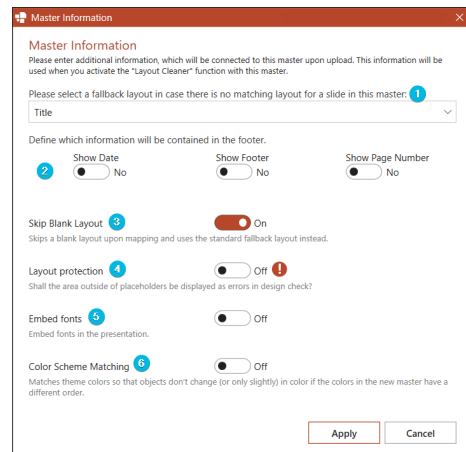 Master Information
Master Information
Please enter additional information, which will be connected to this master upon upload. This information will be
used when you activate the "Layout Cleaner" function with this master.
Please select a fallback layout in case there is no matching layout for a slide in this master: 1
Title
Define which information will be contained in the footer.
Show Date Show Footer Show Page Number
2 No No No
Skip Blank Layout 3 On
Skips a blank layout upon mapping and uses the standard fallback layout instead.
Layout protection 4 Off !
Shall the area outside of placeholders be displayed as errors in design check?
Embed fonts 5 Off
Embed fonts in the presentation.
Color Scheme Matching 6 Off
Matches theme colors so that objects don't change (or only slightly) in color if the colors in the new master have a
different order.
Apply Cancel